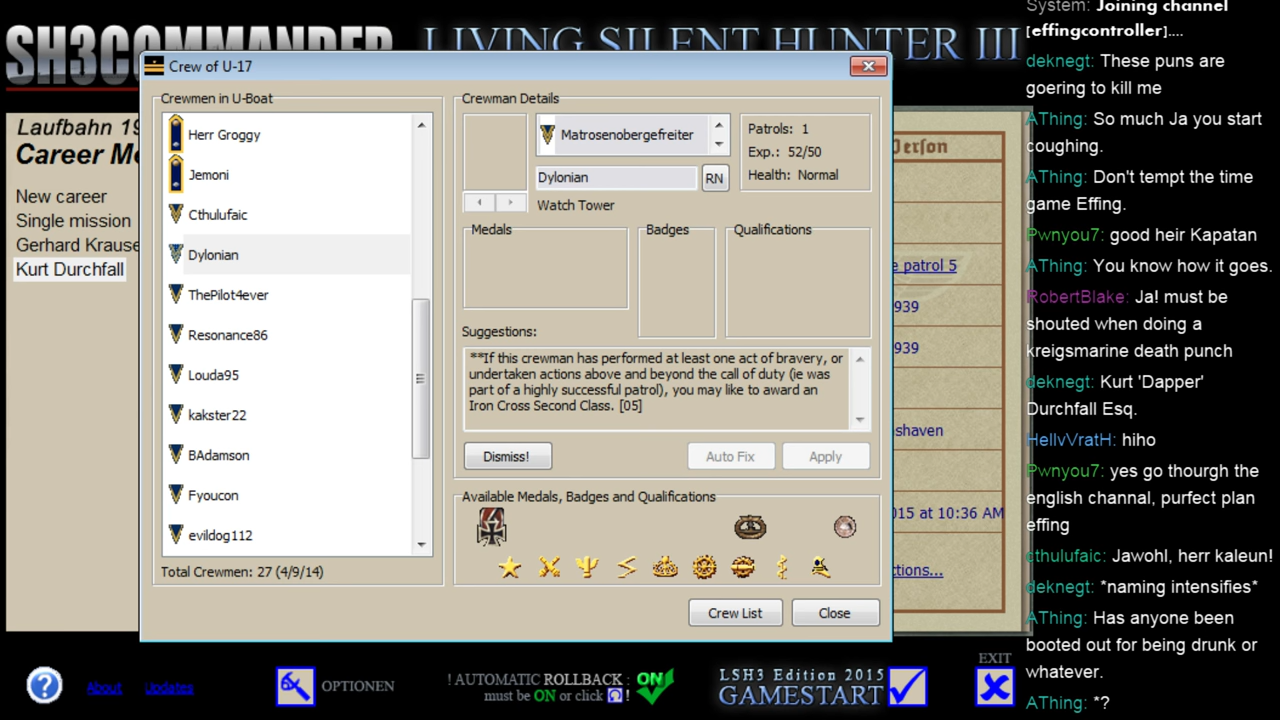 SH3COMMANDER LIVING SILENT HUNTER III
Laufbahn 19
Career Mo
New career
Single mission
Gerhard Krause
Kurt Durchfall
Crew of U-17
Crewmen in U-Boat
Herr Groggy
Jemoni
Cthulufaic
Dylonian
ThePilot4ever
Resonance86
Louda95
kakster22
BAdamson
Fyoucon
evildog112
Total Crewmen: 27 (4/9/14)
Crewman Details
Matrosenobergefreiter
Dylonian
RN
Watch Tower
Patrols: 1
Exp.: 52/50
Health: Normal
Medals
Badges
Qualifications
Suggestions:
**If this crewman has performed at least one act of bravery, or
undertaken actions above and beyond the call of duty (ie was
part of a highly successful patrol), you may like to award an
Iron Cross Second Class. [05]
Dismiss!
Auto Fix
Apply
Available Medals, Badges and Qualifications
Crew List
Close
Person
e patrol 5
939
939
shaven
015 at 10:36 AM
ctions...
About
Updates
OPTIONEN
! AUTOMATIC ROLLBACK :
must be ON or click !
ON
LSH3 Edition 2015
GAMESTART
EXIT
System: Joining channel
[effingcontroller]....
deknegt: These puns are
goering to kill me
AThing: So much Ja you start
coughing.
AThing: Don't tempt the time
game Effing.
Pwnyou7: good heir Kapatan
AThing: You know how it goes.
RobertBlake: Ja! must be
shouted when doing a
kreigsmarine death punch
deknegt: Kurt 'Dapper'
Durchfall Esq.
HellvVratH: hiho
Pwnyou7: yes go thourgh the
english channal, purfect plan
effing
cthulufaic: Jawohl, herr kaleun!
deknegt: *naming intensifies*
AThing: Has anyone been
booted out for being drunk or
whatever.
AThing: *?